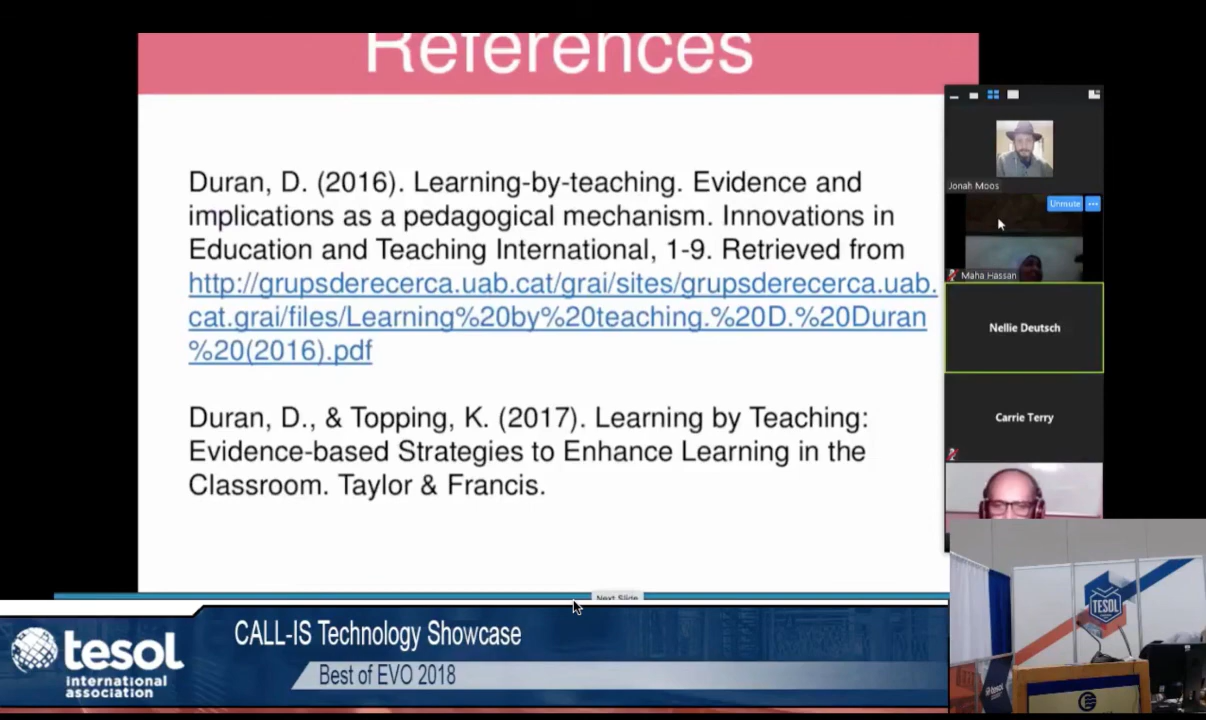 References
Duran, D. (2016). Learning-by-teaching. Evidence and
implications as a pedagogical mechanism. Innovations in
Education and Teaching International, 1-9. Retrieved from
http://grupsderecerca.uab.cat/grai/sites/grupsderecerca.uab.
cat.grai/files/Learning%20by%20teaching.%20D.%20Duran
%20(2016).pdf
Duran, D., & Topping, K. (2017). Learning by Teaching:
Evidence-based Strategies to Enhance Learning in the
Classroom. Taylor & Francis.
Jonah Moos
Unmute
Maha Hassan
Nellie Deutsch
Carrie Terry
Next Slide
CALL-IS Technology Showcase
Best of EVO 2018
tesol
international
association
TESOL
tesol